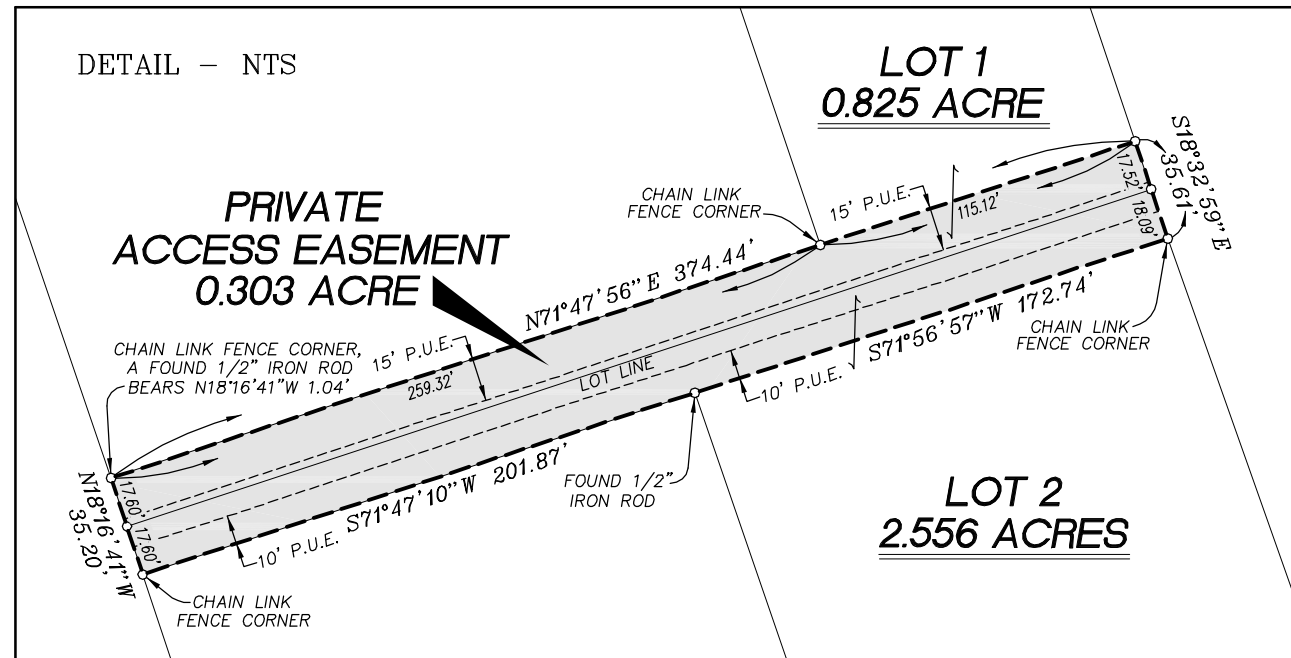 DETAIL – NTS
LOT 1
0.825 ACRE
PRIVATE
ACCESS EASEMENT
0.303 ACRE
CHAIN LINK
FENCE CORNER
15' P.U.E.
115.12'
17.52'
18.09'
S18°32'59"E
35.61'
N71°47'56"E 374.44'
CHAIN LINK FENCE CORNER,
A FOUND 1/2" IRON ROD
BEARS N18°16'41"W 1.04'
15' P.U.E.
259.32'
LOT LINE
S71°56'57"W 172.74'
10' P.U.E.
CHAIN LINK
FENCE CORNER
17.60'
17.60'
N18°16'41"W
35.20'
10' P.U.E.
S71°47'10"W 201.87'
FOUND 1/2"
IRON ROD
LOT 2
2.556 ACRES
CHAIN LINK
FENCE CORNER